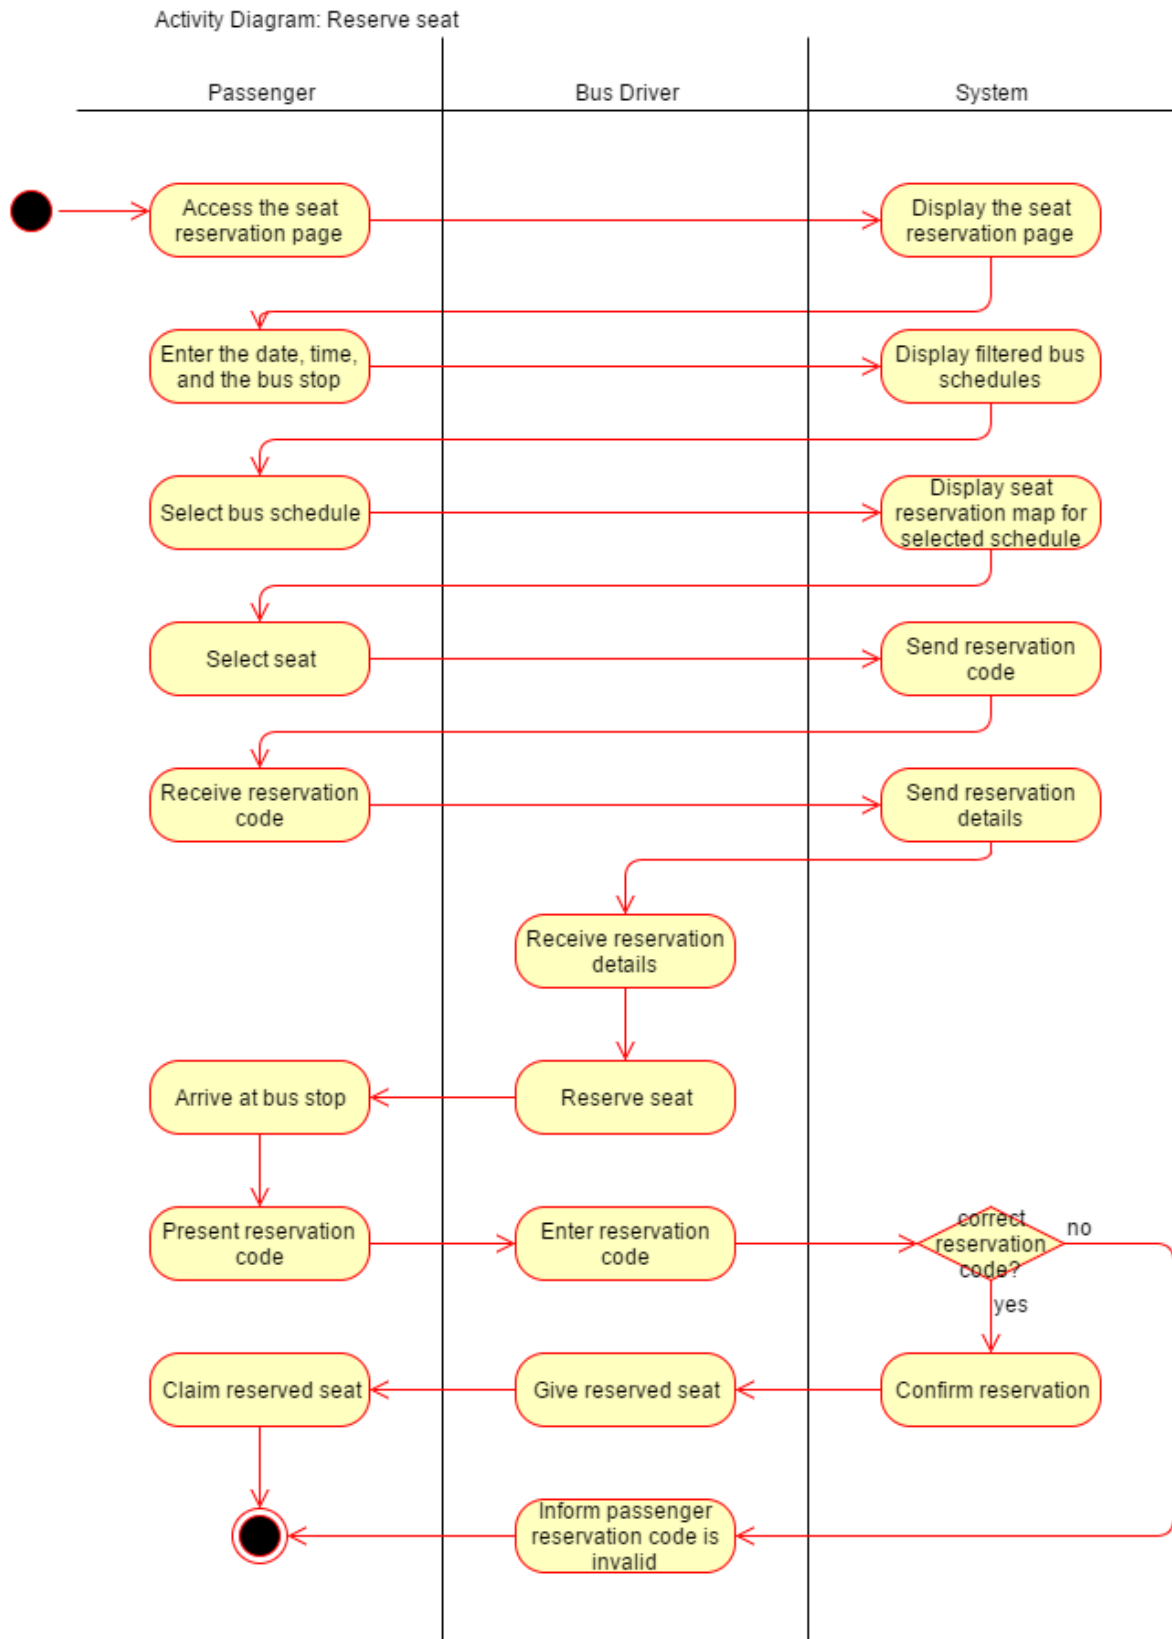 Activity Diagram: Reserve seat
Passenger
Bus Driver
System
Access the seat
reservation page
Display the seat
reservation page
Enter the date, time,
and the bus stop
Display filtered bus
schedules
Select bus schedule
Display seat
reservation map for
selected schedule
Select seat
Send reservation
code
Receive reservation
code
Send reservation
details
Receive reservation
details
Arrive at bus stop
Reserve seat
Present reservation
code
Enter reservation
code
correct
reservation
code?
no
yes
Claim reserved seat
Give reserved seat
Confirm reservation
Inform passenger
reservation code is
invalid